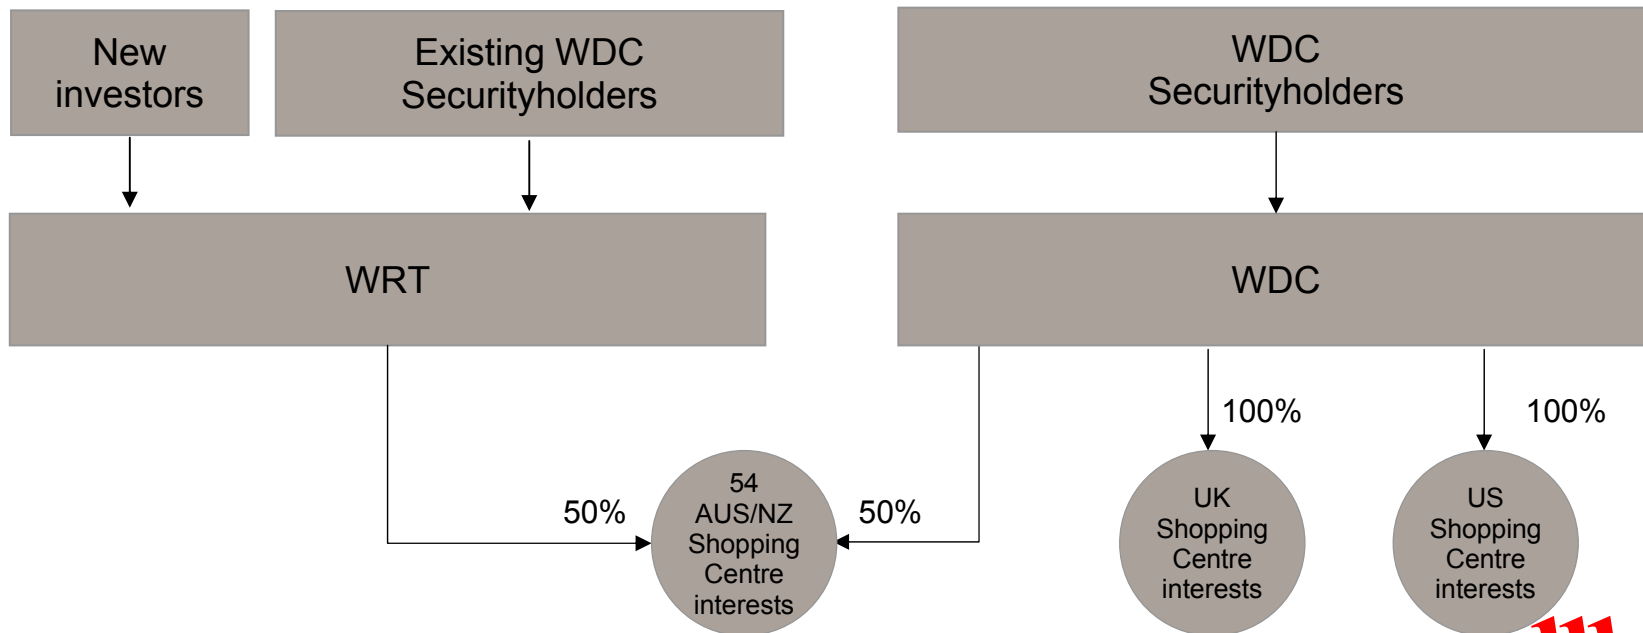 New
investors
Existing WDC
Securityholders
WDC
Securityholders
WRT
WDC
100%
100%
50%
50%
54
AUS/NZ
Shopping
Centre
interests
UK
Shopping
Centre
interests
US
Shopping
Centre
interests